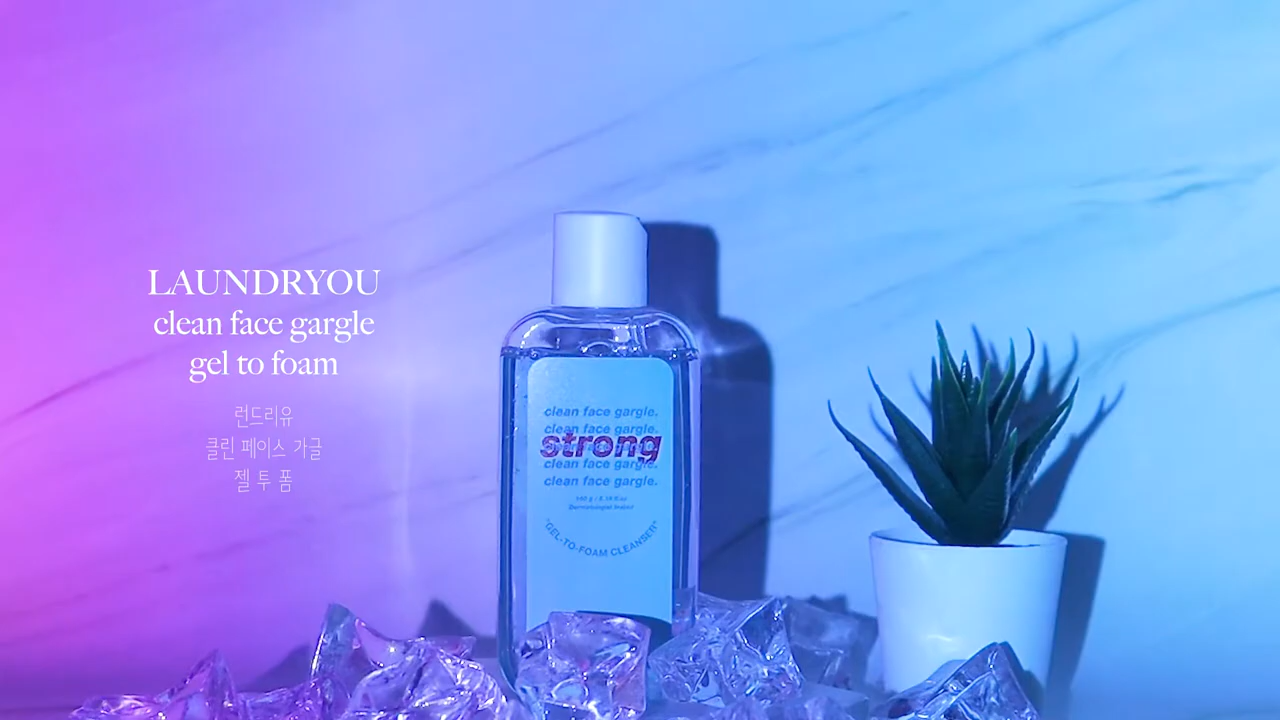 LAUNDRYOU
clean face gargle
gel to foam
런드리유
클린 페이스 가글
젤 투 폼
clean face gargle.
clean face gargle.
strong
clean face gargle.
clean face gargle.
"GEL-TO-FOAM CLEANSER"